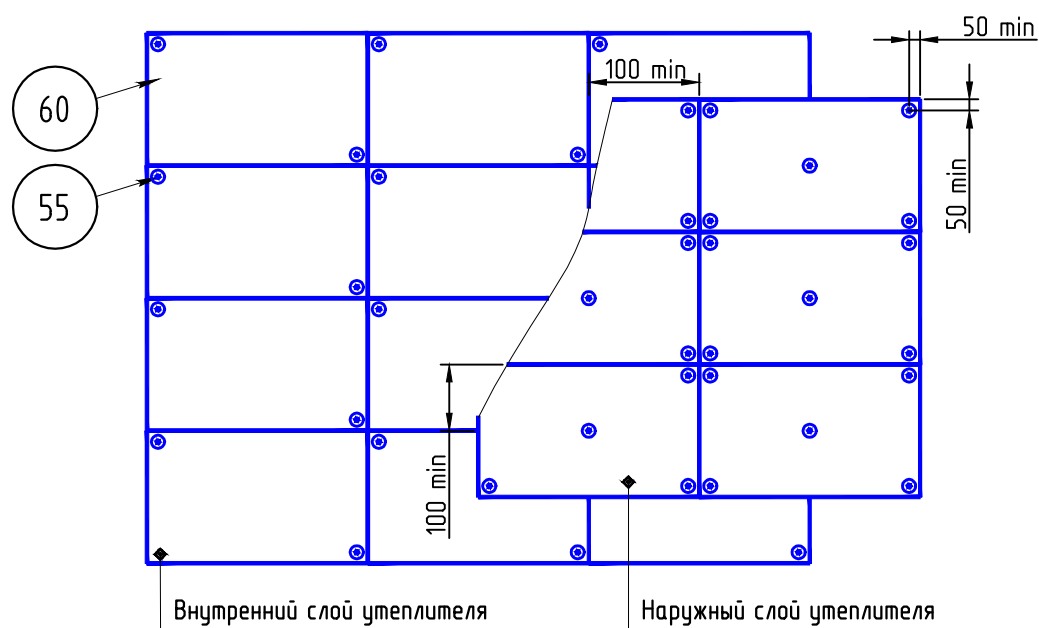 50 min
100 min
60
50 min
55
100 min
Внутренний слой утеплителя
Наружный слой утеплителя